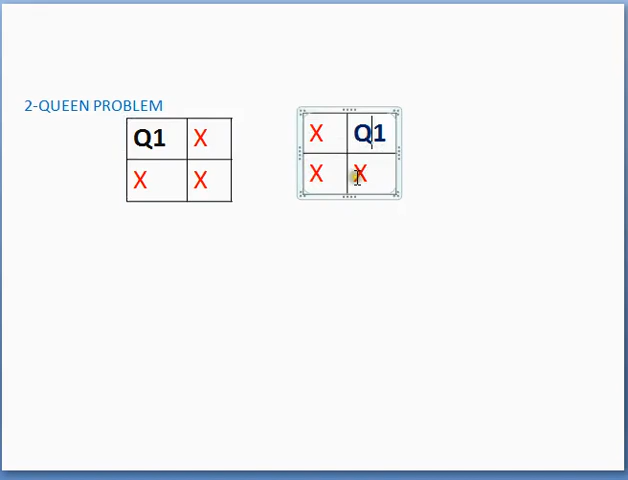 2-QUEEN PROBLEM
Q1 X
X X
X Q1
X X